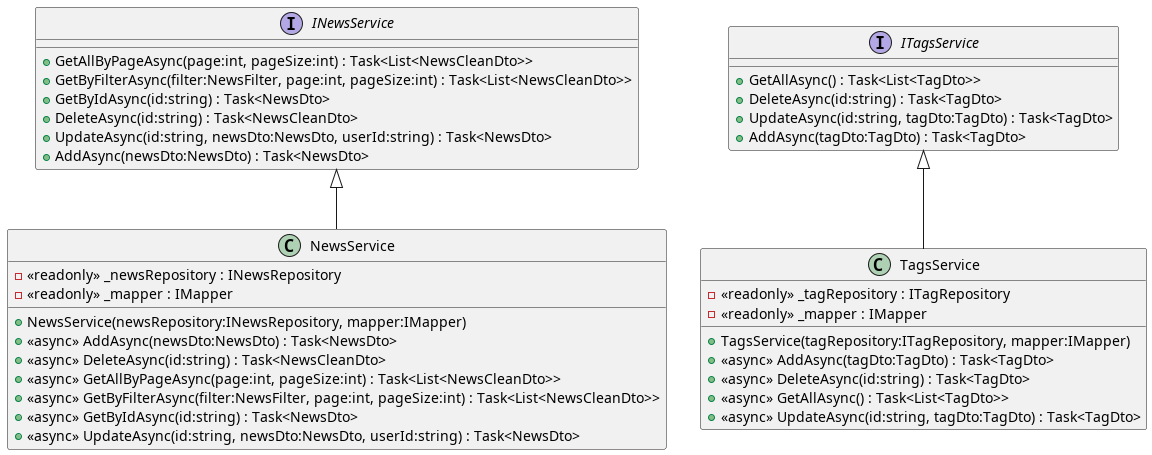 I INewsService
GetAllByPageAsync(page:int, pageSize:int) : Task<List<NewsCleanDto>>
GetByFilterAsync(filter:NewsFilter, page:int, pageSize:int) : Task<List<NewsCleanDto>>
GetByIdAsync(id:string) : Task<NewsDto>
DeleteAsync(id:string) : Task<NewsCleanDto>
UpdateAsync(id:string, newsDto:NewsDto, userId:string) : Task<NewsDto>
AddAsync(newsDto:NewsDto) : Task<NewsDto>
I ITagsService
GetAllAsync() : Task<List<TagDto>>
DeleteAsync(id:string) : Task<TagDto>
UpdateAsync(id:string, tagDto:TagDto) : Task<TagDto>
AddAsync(tagDto:TagDto) : Task<TagDto>
C NewsService
«readonly» _newsRepository : INewsRepository
«readonly» _mapper : IMapper
NewsService(newsRepository:INewsRepository, mapper:IMapper)
«async» AddAsync(newsDto:NewsDto) : Task<NewsDto>
«async» DeleteAsync(id:string) : Task<NewsCleanDto>
«async» GetAllByPageAsync(page:int, pageSize:int) : Task<List<NewsCleanDto>>
«async» GetByFilterAsync(filter:NewsFilter, page:int, pageSize:int) : Task<List<NewsCleanDto>>
«async» GetByIdAsync(id:string) : Task<NewsDto>
«async» UpdateAsync(id:string, newsDto:NewsDto, userId:string) : Task<NewsDto>
C TagsService
«readonly» _tagRepository : ITagRepository
«readonly» _mapper : IMapper
TagsService(tagRepository:ITagRepository, mapper:IMapper)
«async» AddAsync(tagDto:TagDto) : Task<TagDto>
«async» DeleteAsync(id:string) : Task<TagDto>
«async» GetAllAsync() : Task<List<TagDto>>
«async» UpdateAsync(id:string, tagDto:TagDto) : Task<TagDto>